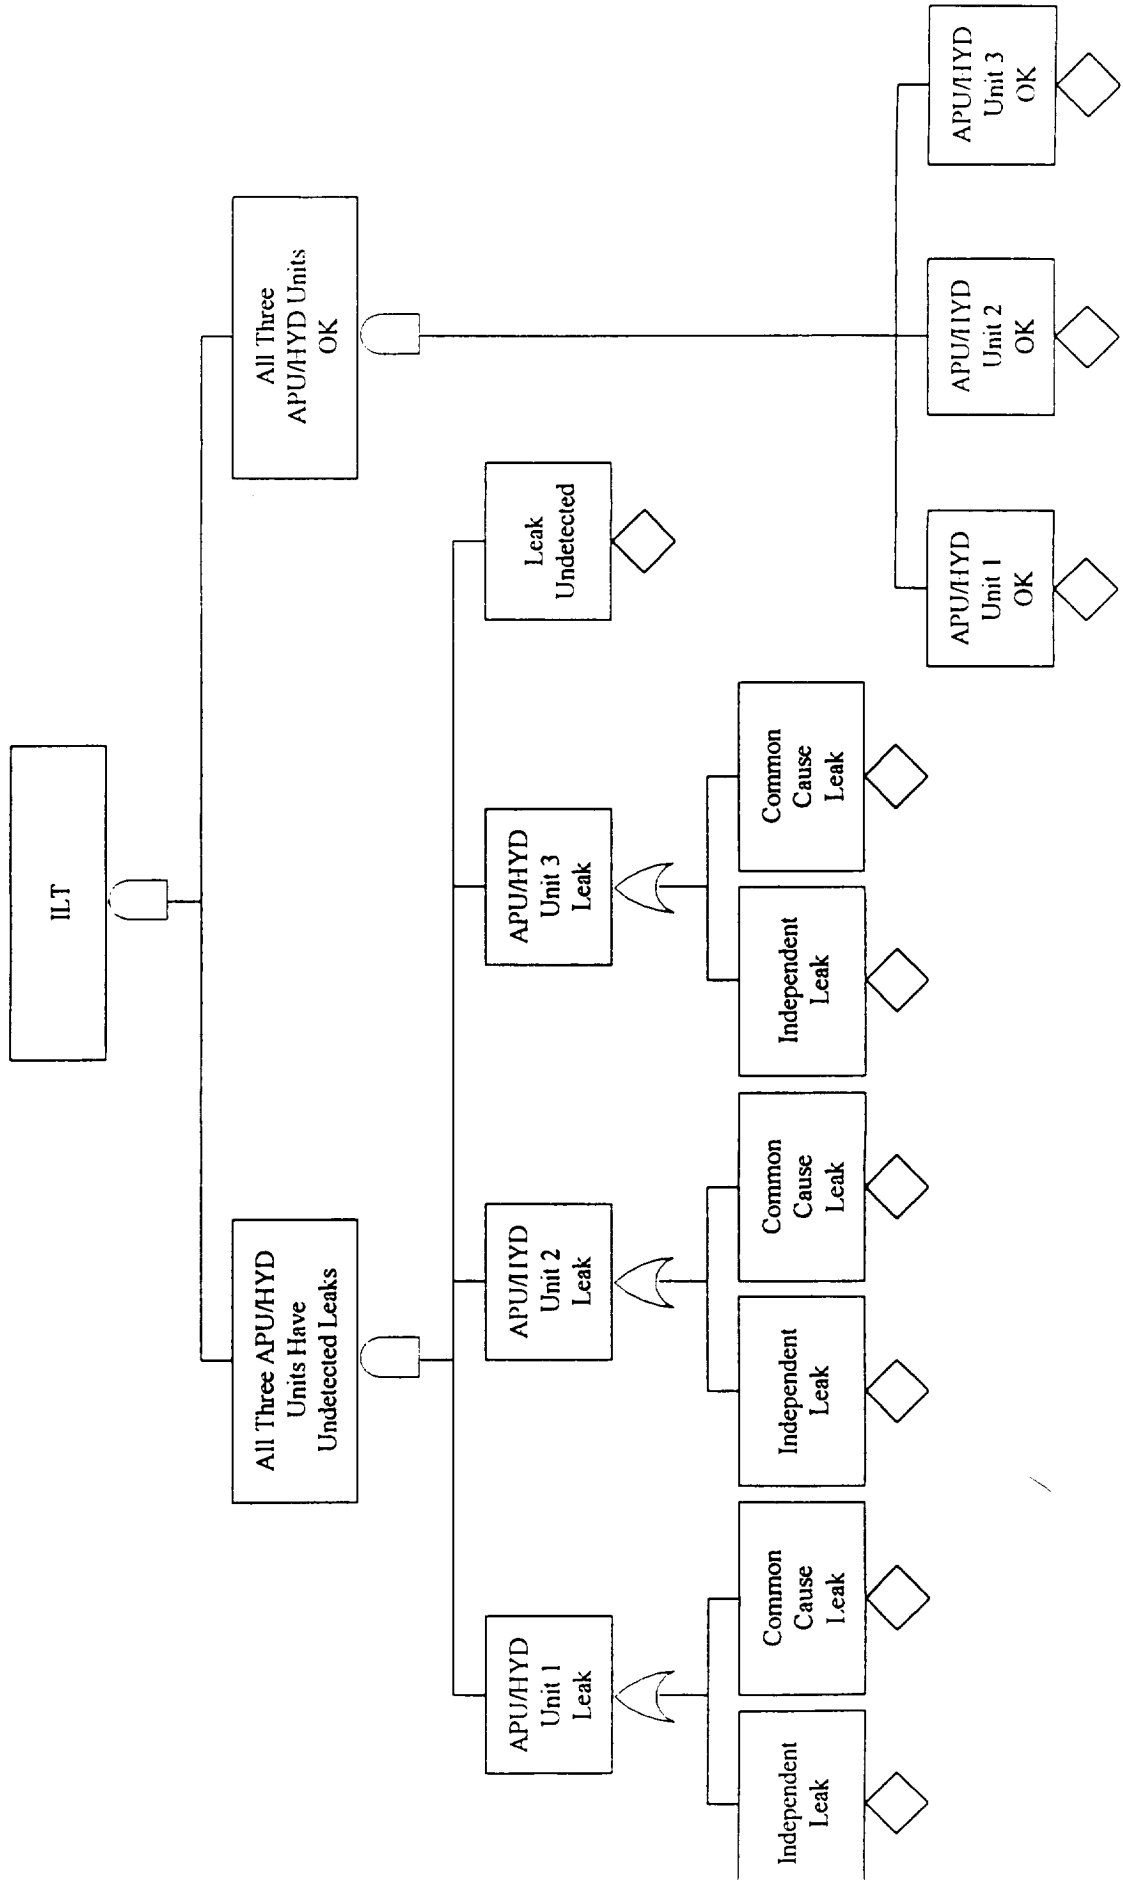 ILT
All Three APU/HYD
Units Have
Undetected Leaks
All Three
APU/HYD Units
OK
APU/HYD
Unit 1
Leak
APU/HYD
Unit 2
Leak
APU/HYD
Unit 3
Leak
Leak
Undetected
Independent
Leak
Common
Cause
Leak
Independent
Leak
Common
Cause
Leak
Independent
Leak
Common
Cause
Leak
APU/HYD
Unit 1
OK
APU/HYD
Unit 2
OK
APU/HYD
Unit 3
OK